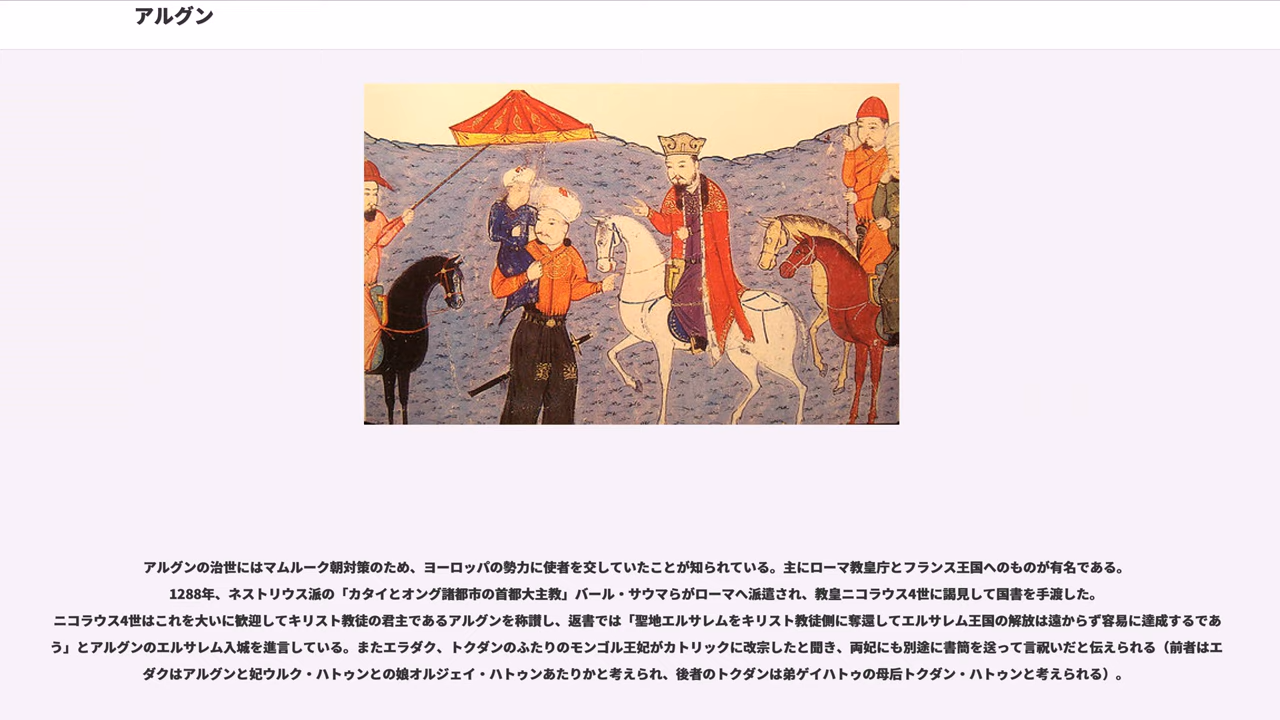 アルグン
アルグンの治世にはマムルーク朝対策のため、ヨーロッパの勢力に使者を交していたことが知られている。主にローマ教皇庁とフランス王国へのものが有名である。
1288年、ネストリウス派の「カタイとオング諸都市の首都大主教」バール・サウマらがローマへ派遣され、教皇ニコラウス4世に謁見して国書を手渡した。
ニコラウス4世はこれを大いに歓迎してキリスト教徒の君主であるアルグンを称讃し、返書では「聖地エルサレムをキリスト教徒側に奪還してエルサレム王国の解放は遠からず容易に達成するであ
う」とアルグンのエルサレム入城を進言している。またエラダク、トクダンのふたりのモンゴル王妃がカトリックに改宗したと聞き、両妃にも別途に書簡を送って言祝いだと伝えられる（前者はエ
ダクはアルグンと妃ウルク・ハトゥンとの娘オルジェイ・ハトゥンあたりかと考えられ、後者のトクダンは弟ゲイハトゥの母后トクダン・ハトゥンと考えられる）。